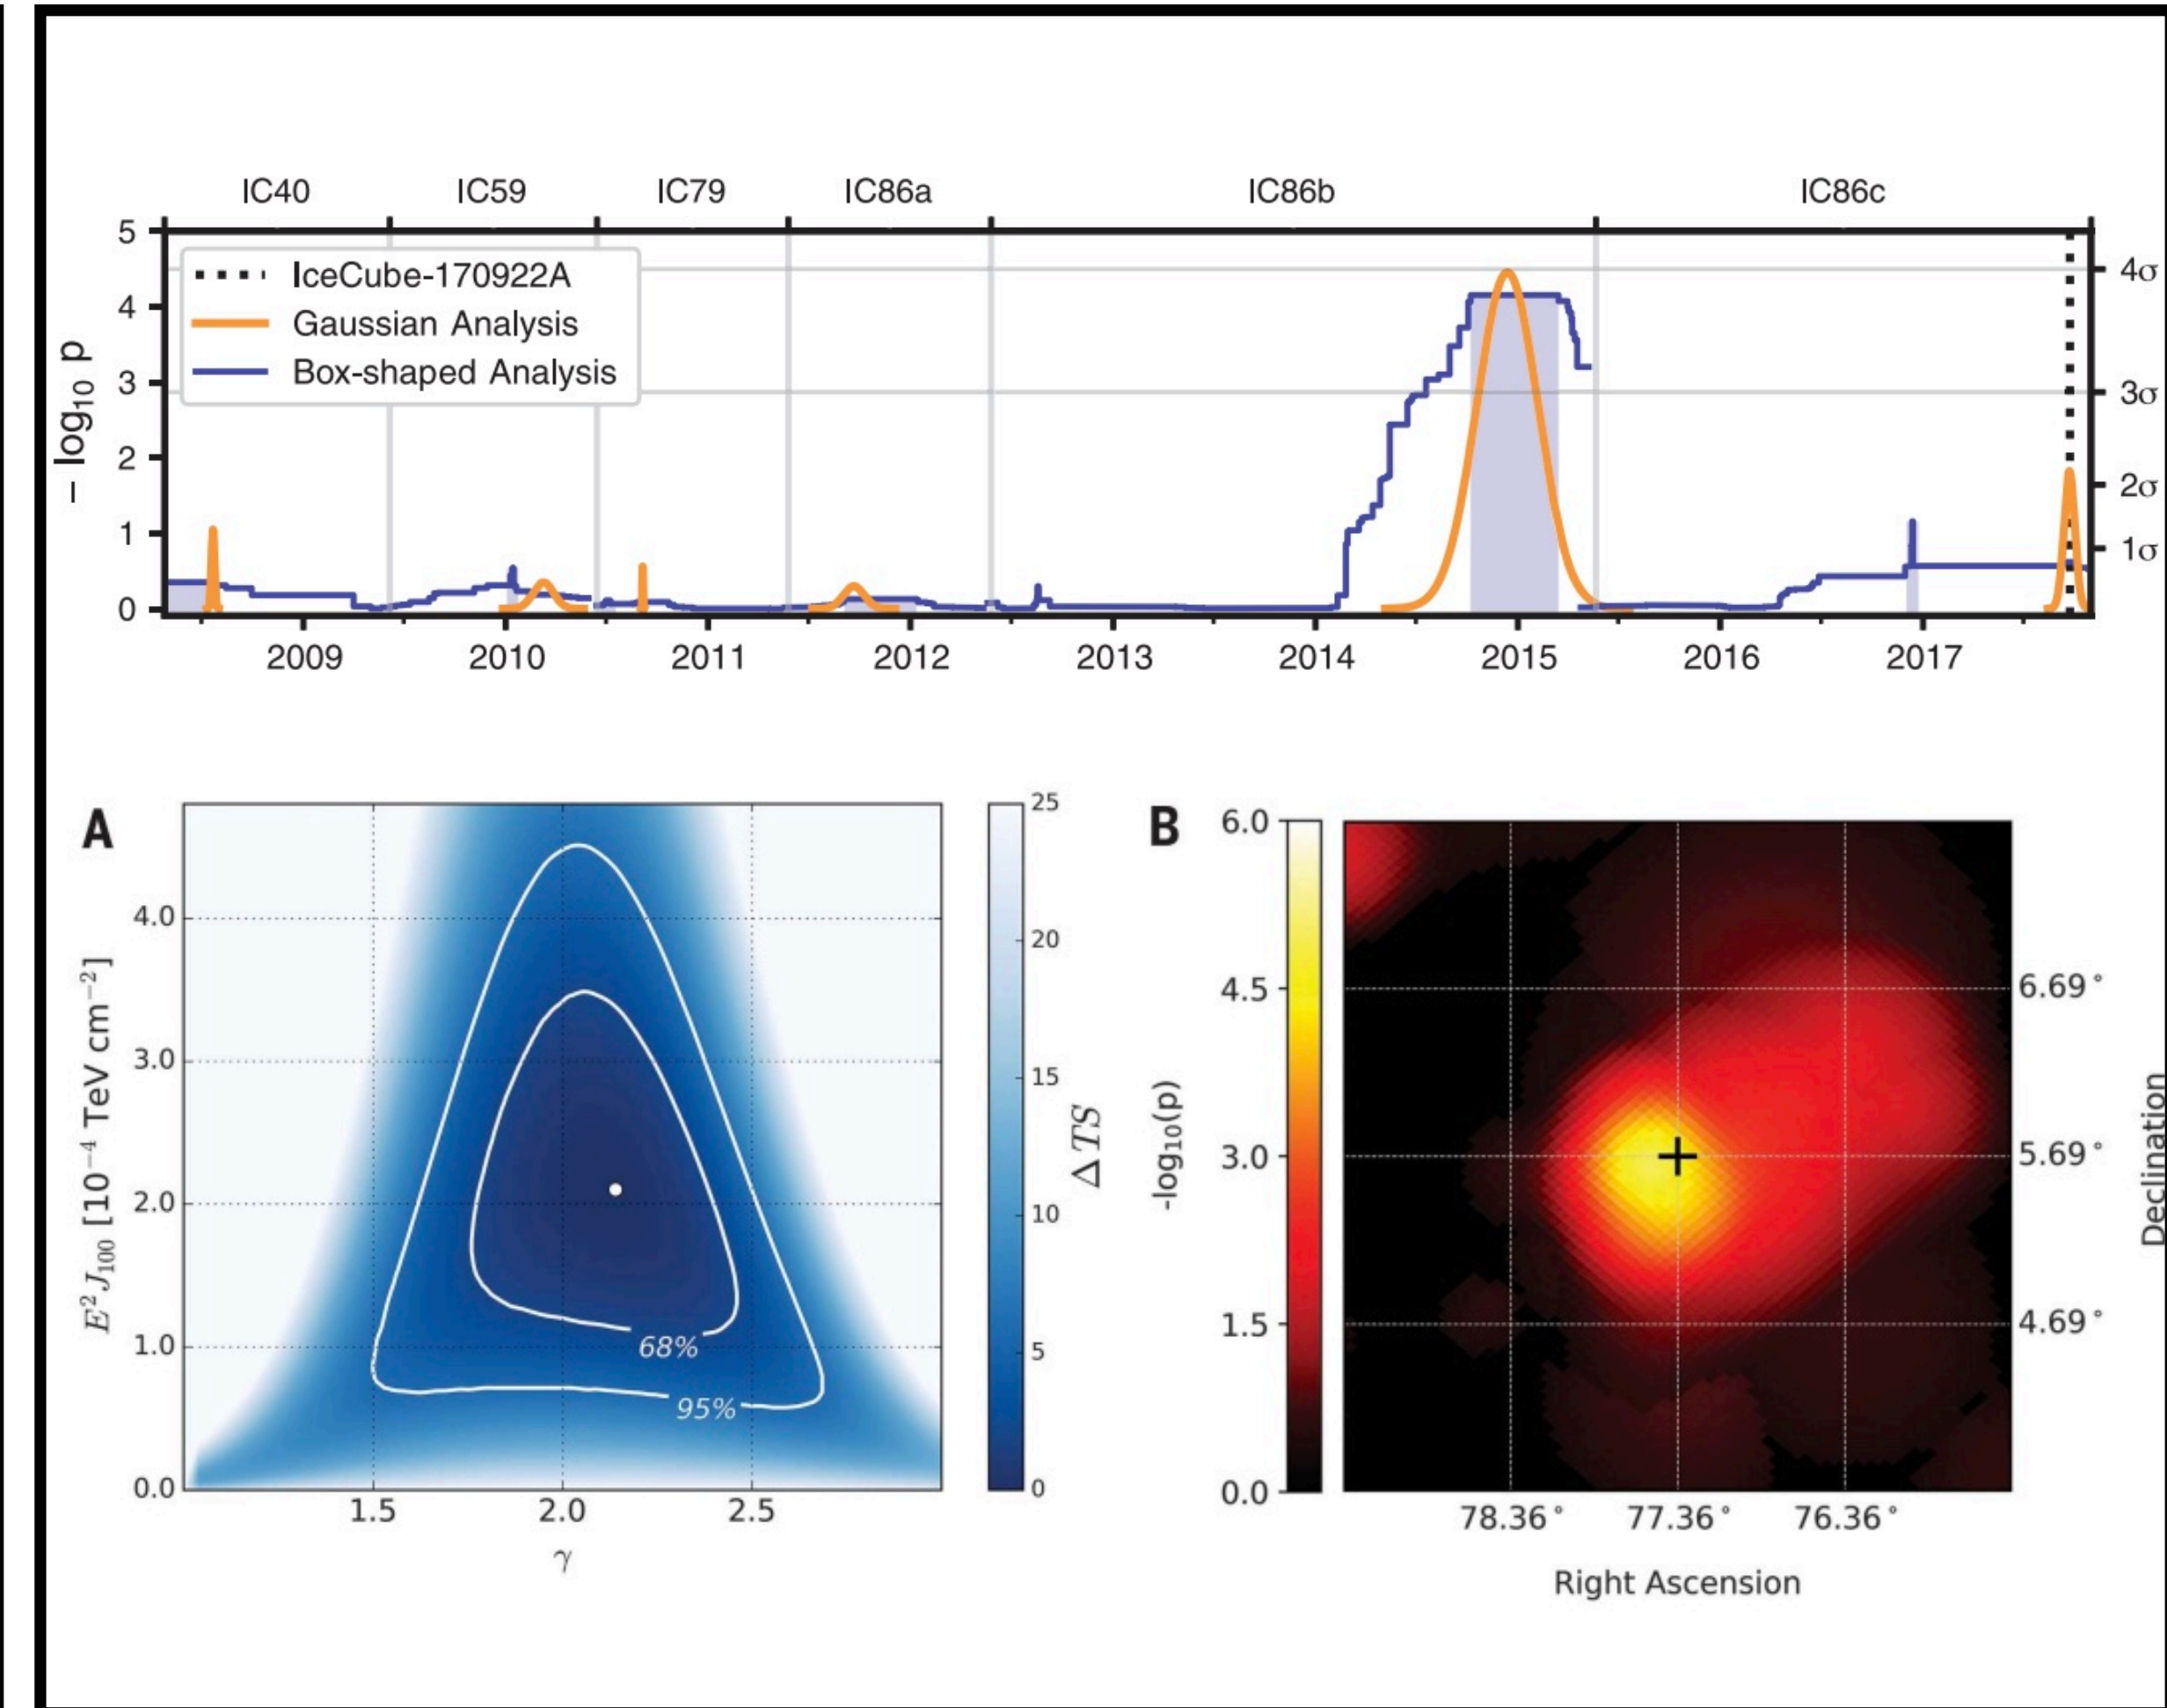 IC40 IC59 IC79 IC86a IC86b IC86c
5
4
3
2
1
0
− log10 p
IceCube-170922A
Gaussian Analysis
Box-shaped Analysis
4σ
3σ
2σ
1σ
2009 2010 2011 2012 2013 2014 2015 2016 2017
A
E² J₁₀₀ [10⁻⁴ TeV cm⁻²]
4.0
3.0
2.0
1.0
0.0
68%
95%
1.5 2.0 2.5
γ
25
20
15
10
5
0
Δ TS
B
-log10(p)
6.0
4.5
3.0
1.5
0.0
6.69°
5.69°
4.69°
Declination
78.36° 77.36° 76.36°
Right Ascension